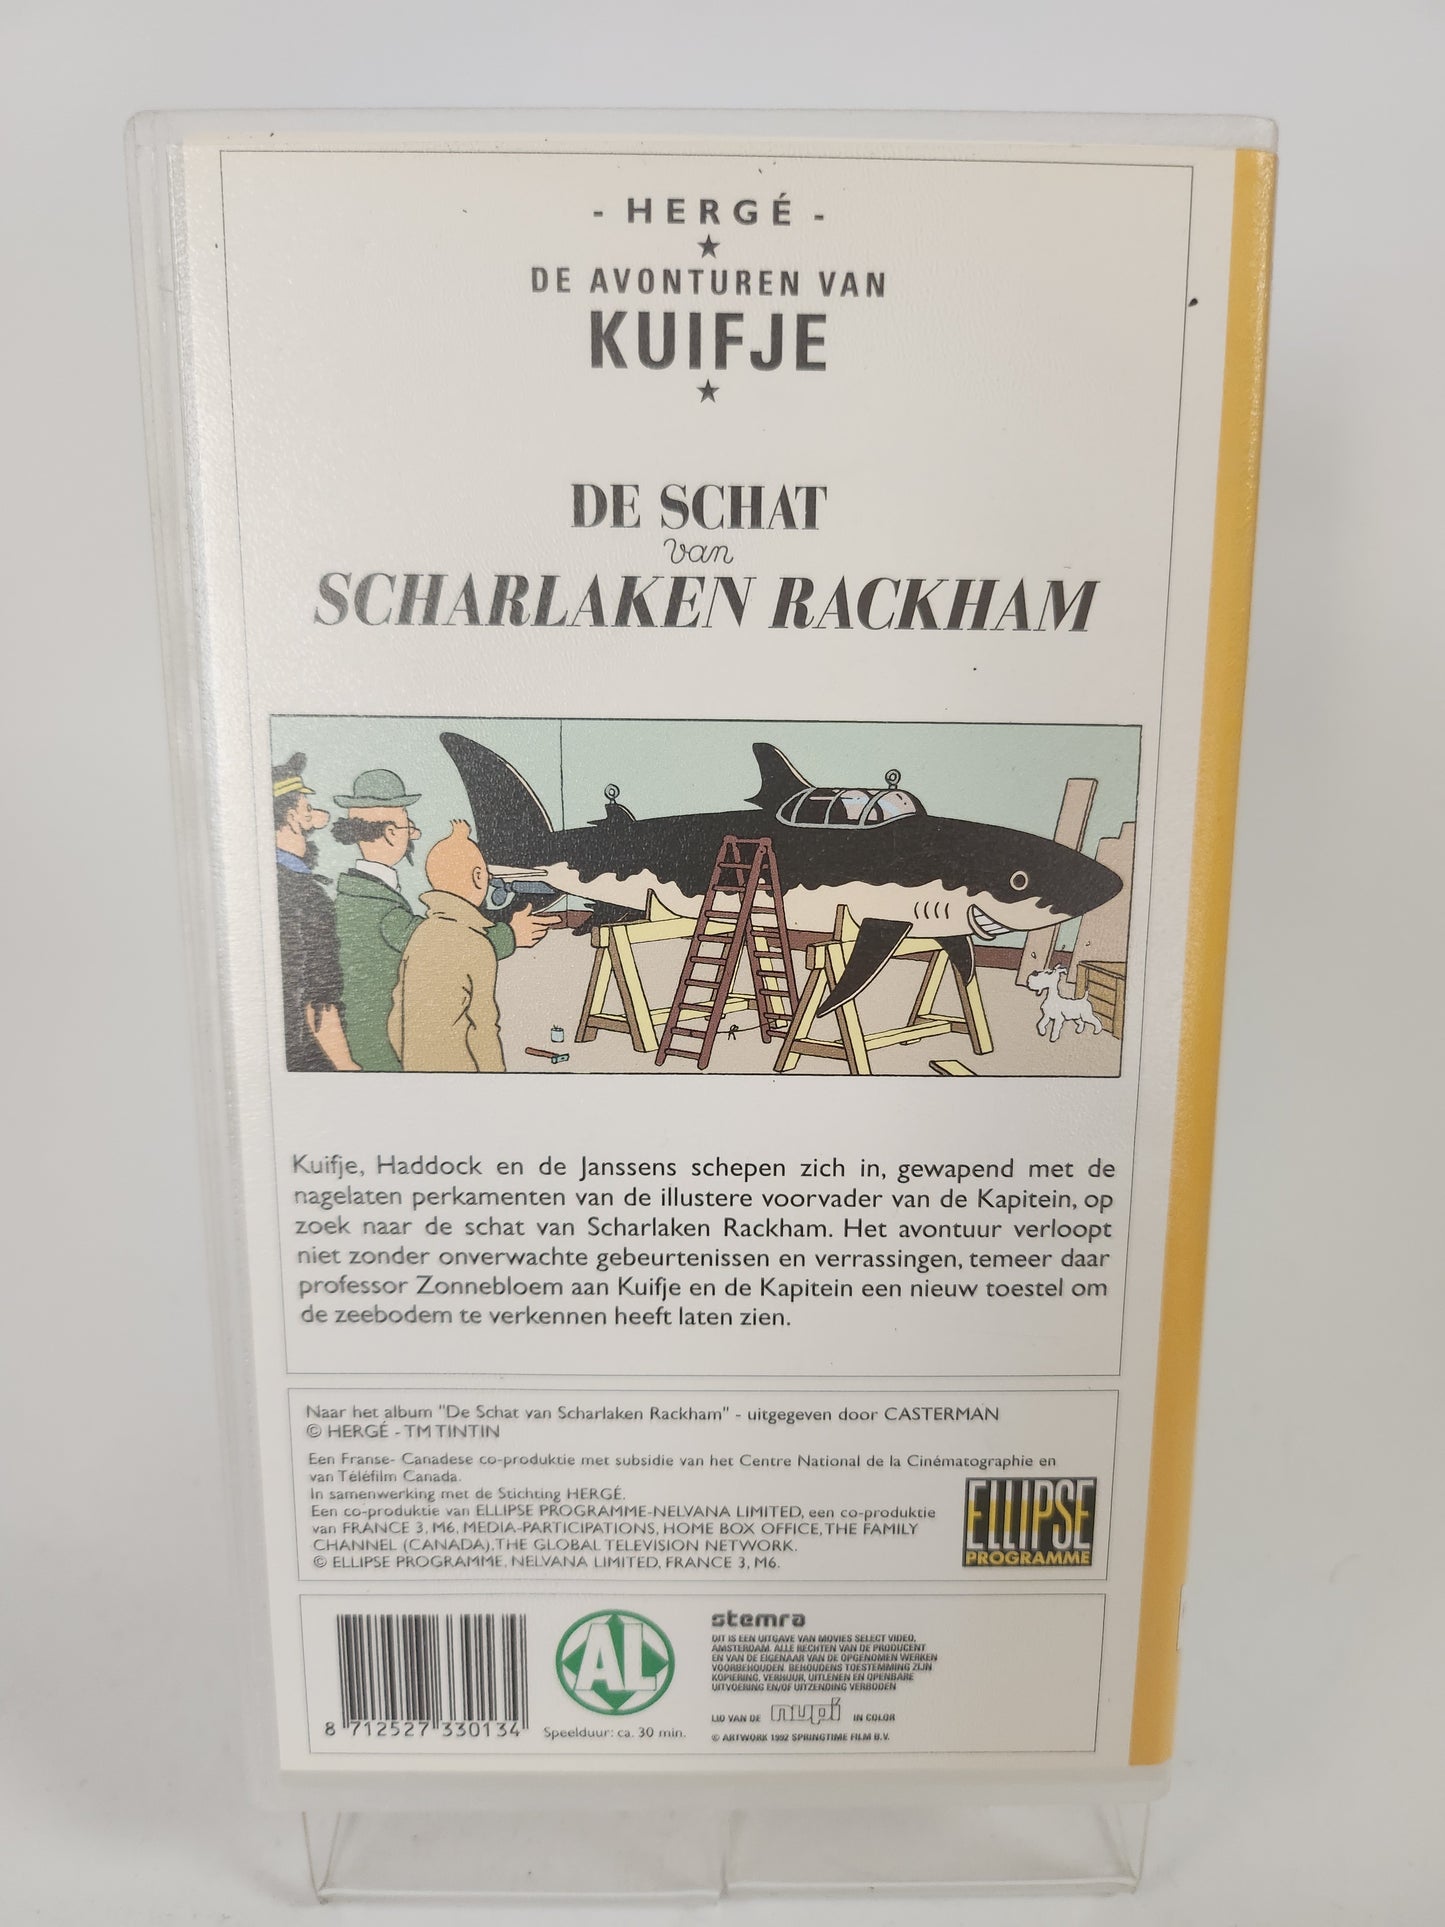 - HERGÉ -
DE AVONTUREN VAN
KUIFJE
DE SCHAT
van
SCHARLAKEN RACKHAM
Kuifje, Haddock en de Janssens schepen zich in, gewapend met de
nagelaten perkamenten van de illustere voorvader van de Kapitein, op
zoek naar de schat van Scharlaken Rackham. Het avontuur verloopt
niet zonder onverwachte gebeurtenissen en verrassingen, temeer daar
professor Zonnebloem aan Kuifje en de Kapitein een nieuw toestel om
de zeebodem te verkennen heeft laten zien.
Naar het album "De Schat van Scharlaken Rackham" - uitgegeven door CASTERMAN
© HERGÉ - TM TINTIN
Een Franse- Canadese co-produktie met subsidie van het Centre National de la Cinématographie en
van Téléfilm Canada.
In samenwerking met de Stichting HERGÉ.
Een co-produktie van ELLIPSE PROGRAMME-NELVANA LIMITED, een co-produktie
van FRANCE 3, M6, MEDIA-PARTICIPATIONS, HOME BOX OFFICE, THE FAMILY
CHANNEL (CANADA), THE GLOBAL TELEVISION NETWORK.
© ELLIPSE PROGRAMME, NELVANA LIMITED, FRANCE 3, M6.
ELLIPSE
PROGRAMME
8 712527 330134
AL
Speelduur: ca. 30 min.
stemra
DIT IS EEN UITGAVE VAN MOVIES SELECT VIDEO,
AMSTERDAM. ALLE RECHTEN VAN DE PRODUCENT
EN VAN DE EIGENAAR VAN DE OPGENOMEN WERKEN
VOORBEHOUDEN. BEHOUDENS TOESTEMMING ZIJN
KOPIERING, VERHUUR, UITLENEN EN OPENBARE
UITVOERING EN/OF UITZENDING VERBODEN
LID VAN DE nupi IN COLOR
© ARTWORK 1992 SPRINGTIME FILM B.V.